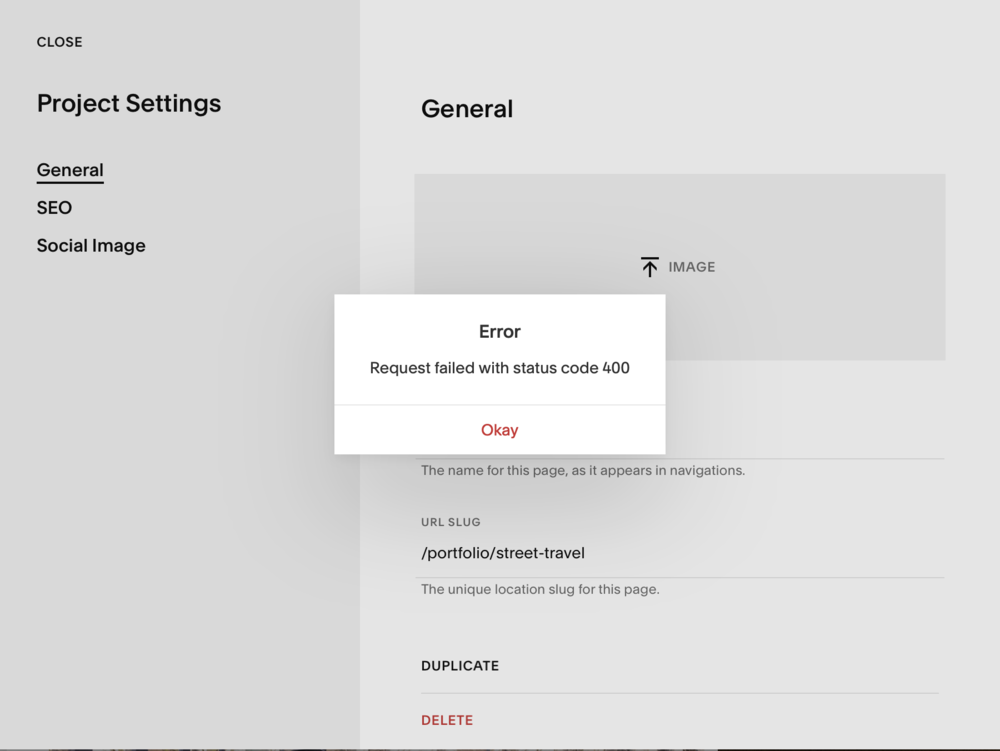 CLOSE
Project Settings
General
SEO
Social Image
General
IMAGE
Error
Request failed with status code 400
Okay
The name for this page, as it appears in navigations.
URL SLUG
/portfolio/street-travel
The unique location slug for this page.
DUPLICATE
DELETE